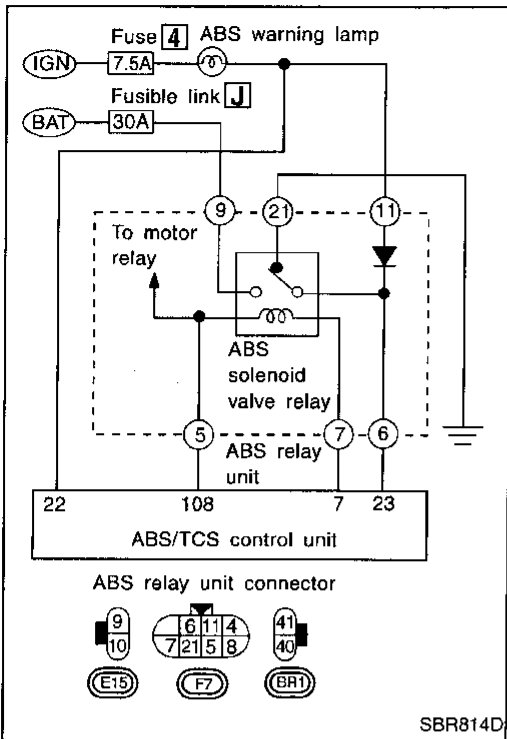 Fuse 4 ABS warning lamp
IGN 7.5A
Fusible link J
BAT 30A
9 21 11
To motor
relay
ABS
solenoid
valve relay
5 7 6
ABS relay
unit
22 108 7 23
ABS/TCS control unit
ABS relay unit connector
9 6 11 4 41
10 7 21 5 8 40
E15 F7 BR1
SBR814D